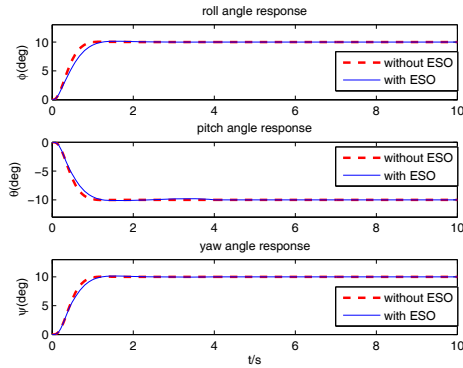 roll angle response
10
5
0
ϕ(deg)
without ESO
with ESO
0 2 4 6 8 10
pitch angle response
0
−5
−10
θ(deg)
without ESO
with ESO
0 2 4 6 8 10
yaw angle response
10
5
0
ψ(deg)
without ESO
with ESO
0 2 4 6 8 10
t/s